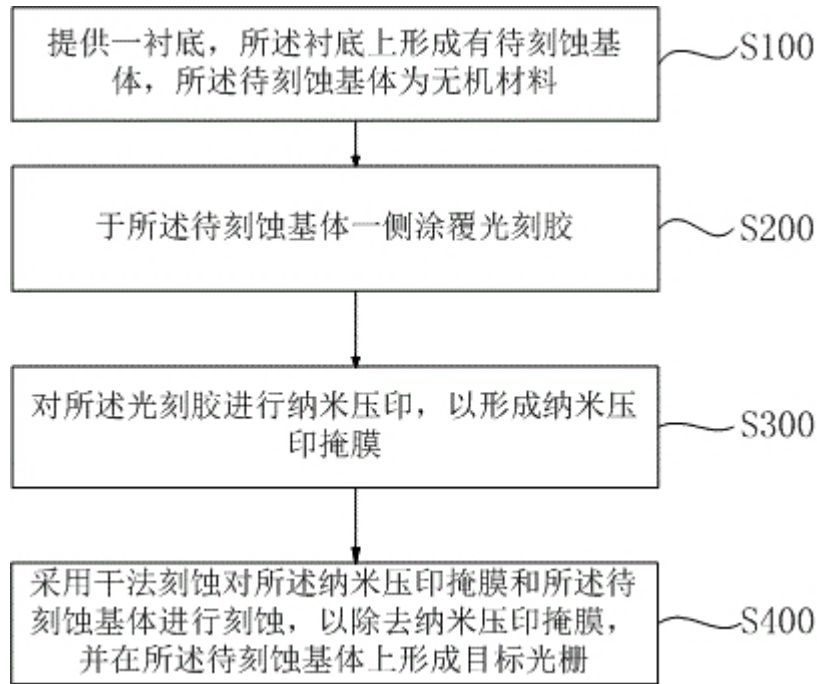 提供一衬底，所述衬底上形成有待刻蚀基
体，所述待刻蚀基体为无机材料
S100
于所述待刻蚀基体一侧涂覆光刻胶
S200
对所述光刻胶进行纳米压印，以形成纳米压
印掩膜
S300
采用干法刻蚀对所述纳米压印掩膜和所述待
刻蚀基体进行刻蚀，以除去纳米压印掩膜，
并在所述待刻蚀基体上形成目标光栅
S400